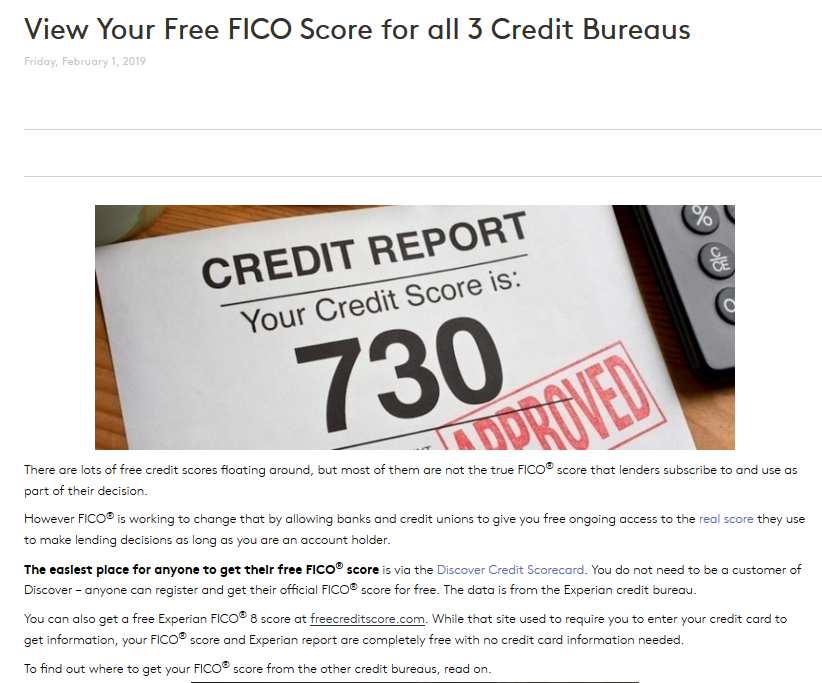 View Your Free FICO Score for all 3 Credit Bureaus
Friday, February 1, 2019
CREDIT REPORT
Your Credit Score is:
730
APPROVED
%
C/CE
There are lots of free credit scores floating around, but most of them are not the true FICO® score that lenders subscribe to and use as
part of their decision.
However FICO® is working to change that by allowing banks and credit unions to give you free ongoing access to the real score they use
to make lending decisions as long as you are an account holder.
The easiest place for anyone to get their free FICO® score is via the Discover Credit Scorecard. You do not need to be a customer of
Discover – anyone can register and get their official FICO® score for free. The data is from the Experian credit bureau.
You can also get a free Experian FICO® 8 score at freecreditscore.com. While that site used to require you to enter your credit card to
get information, your FICO® score and Experian report are completely free with no credit card information needed.
To find out where to get your FICO® score from the other credit bureaus, read on.